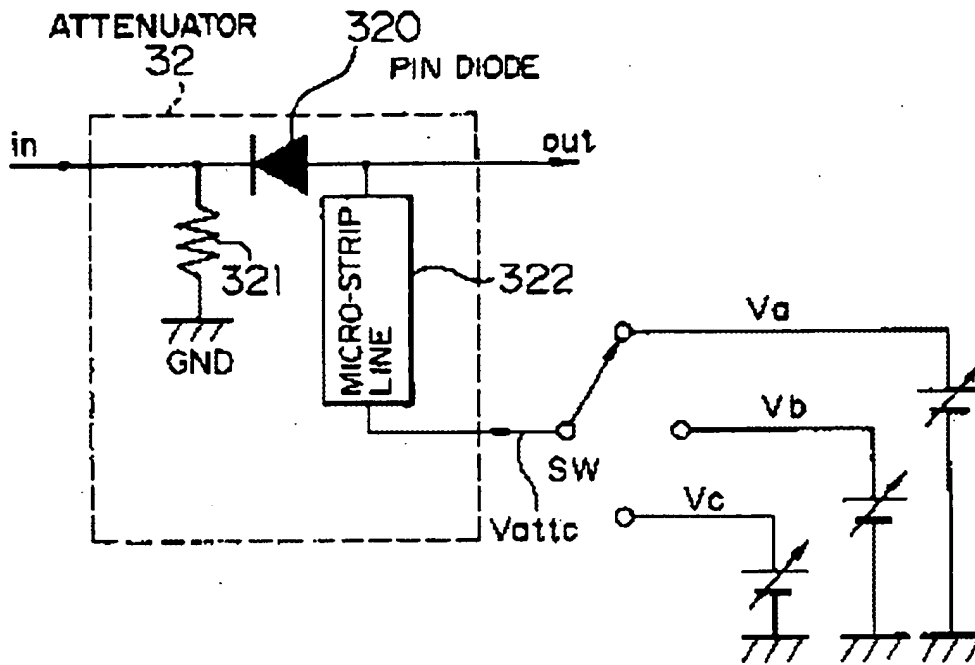 ATTENUATOR
32
320
PIN DIODE
in
out
321
GND
MICRO-STRIP
LINE
322
Va
Vb
SW
Vc
Vattc